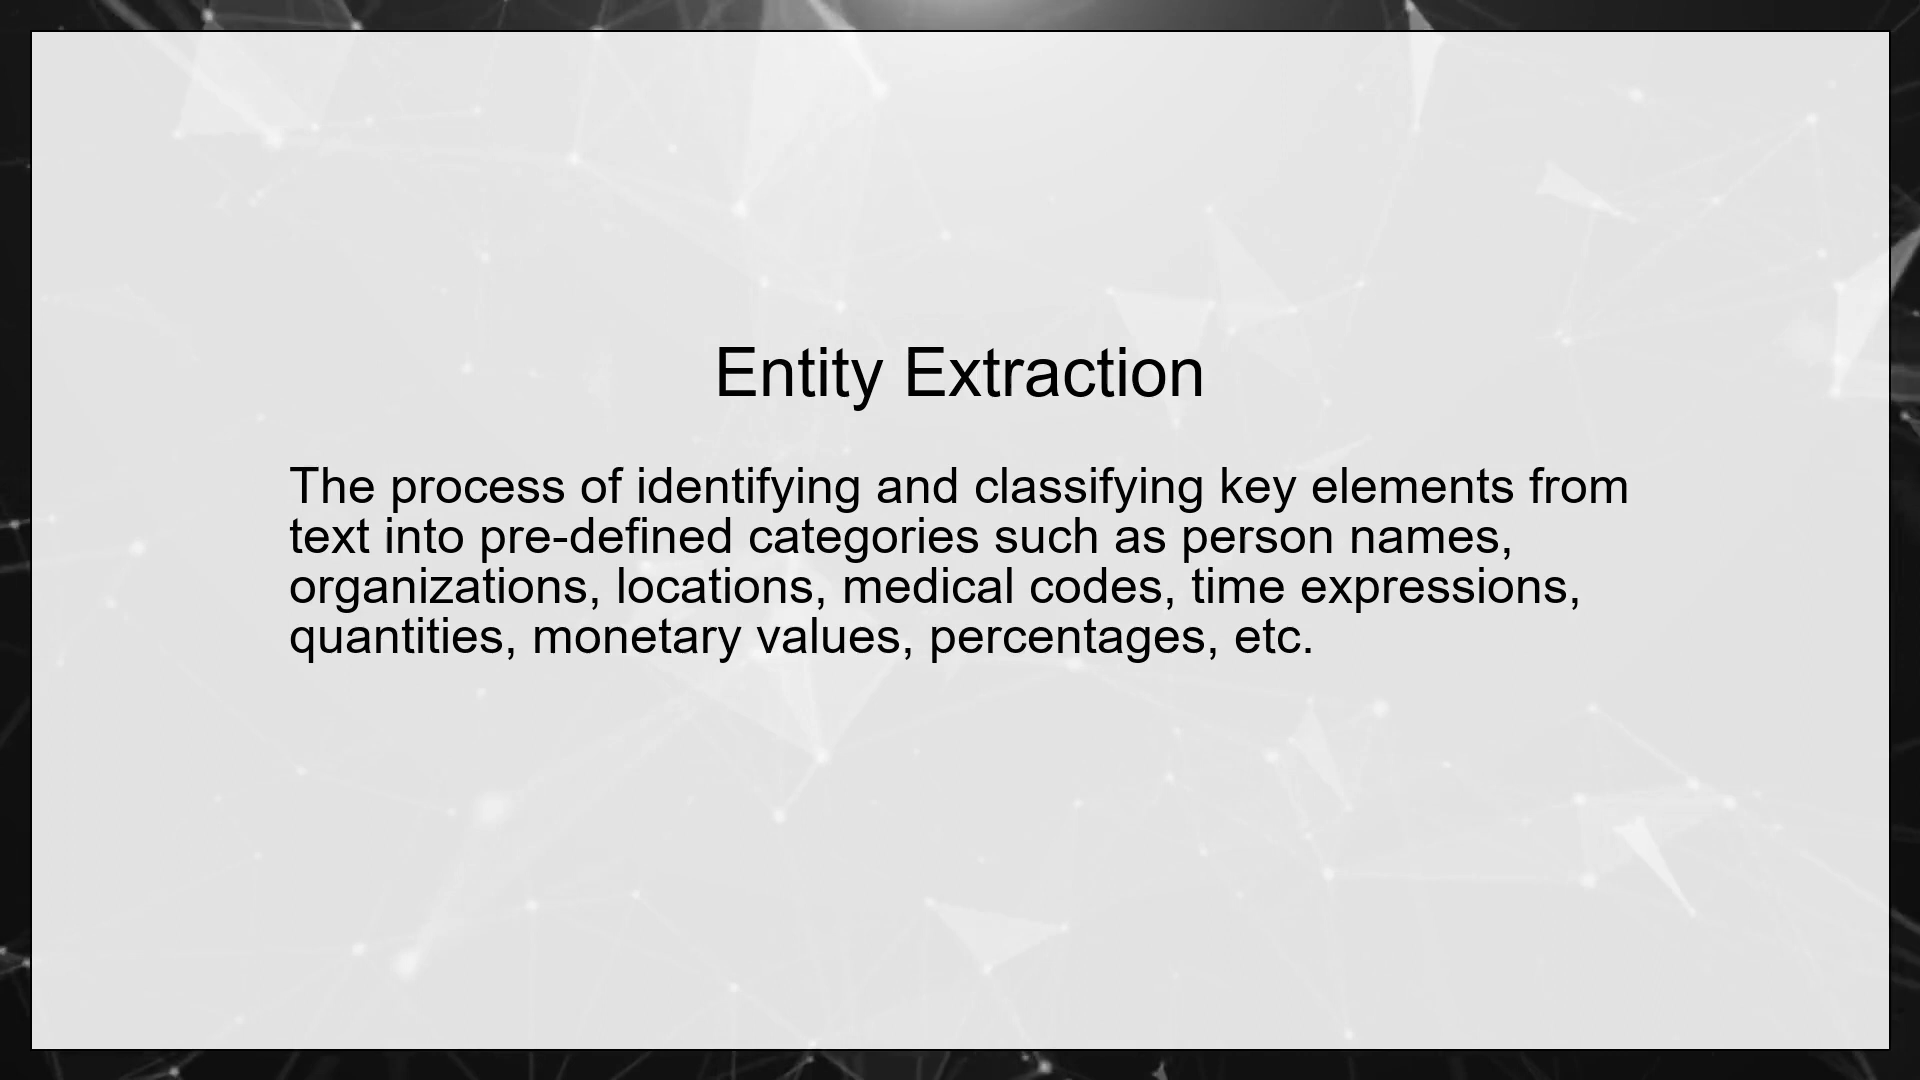 Entity Extraction
The process of identifying and classifying key elements from
text into pre-defined categories such as person names,
organizations, locations, medical codes, time expressions,
quantities, monetary values, percentages, etc.